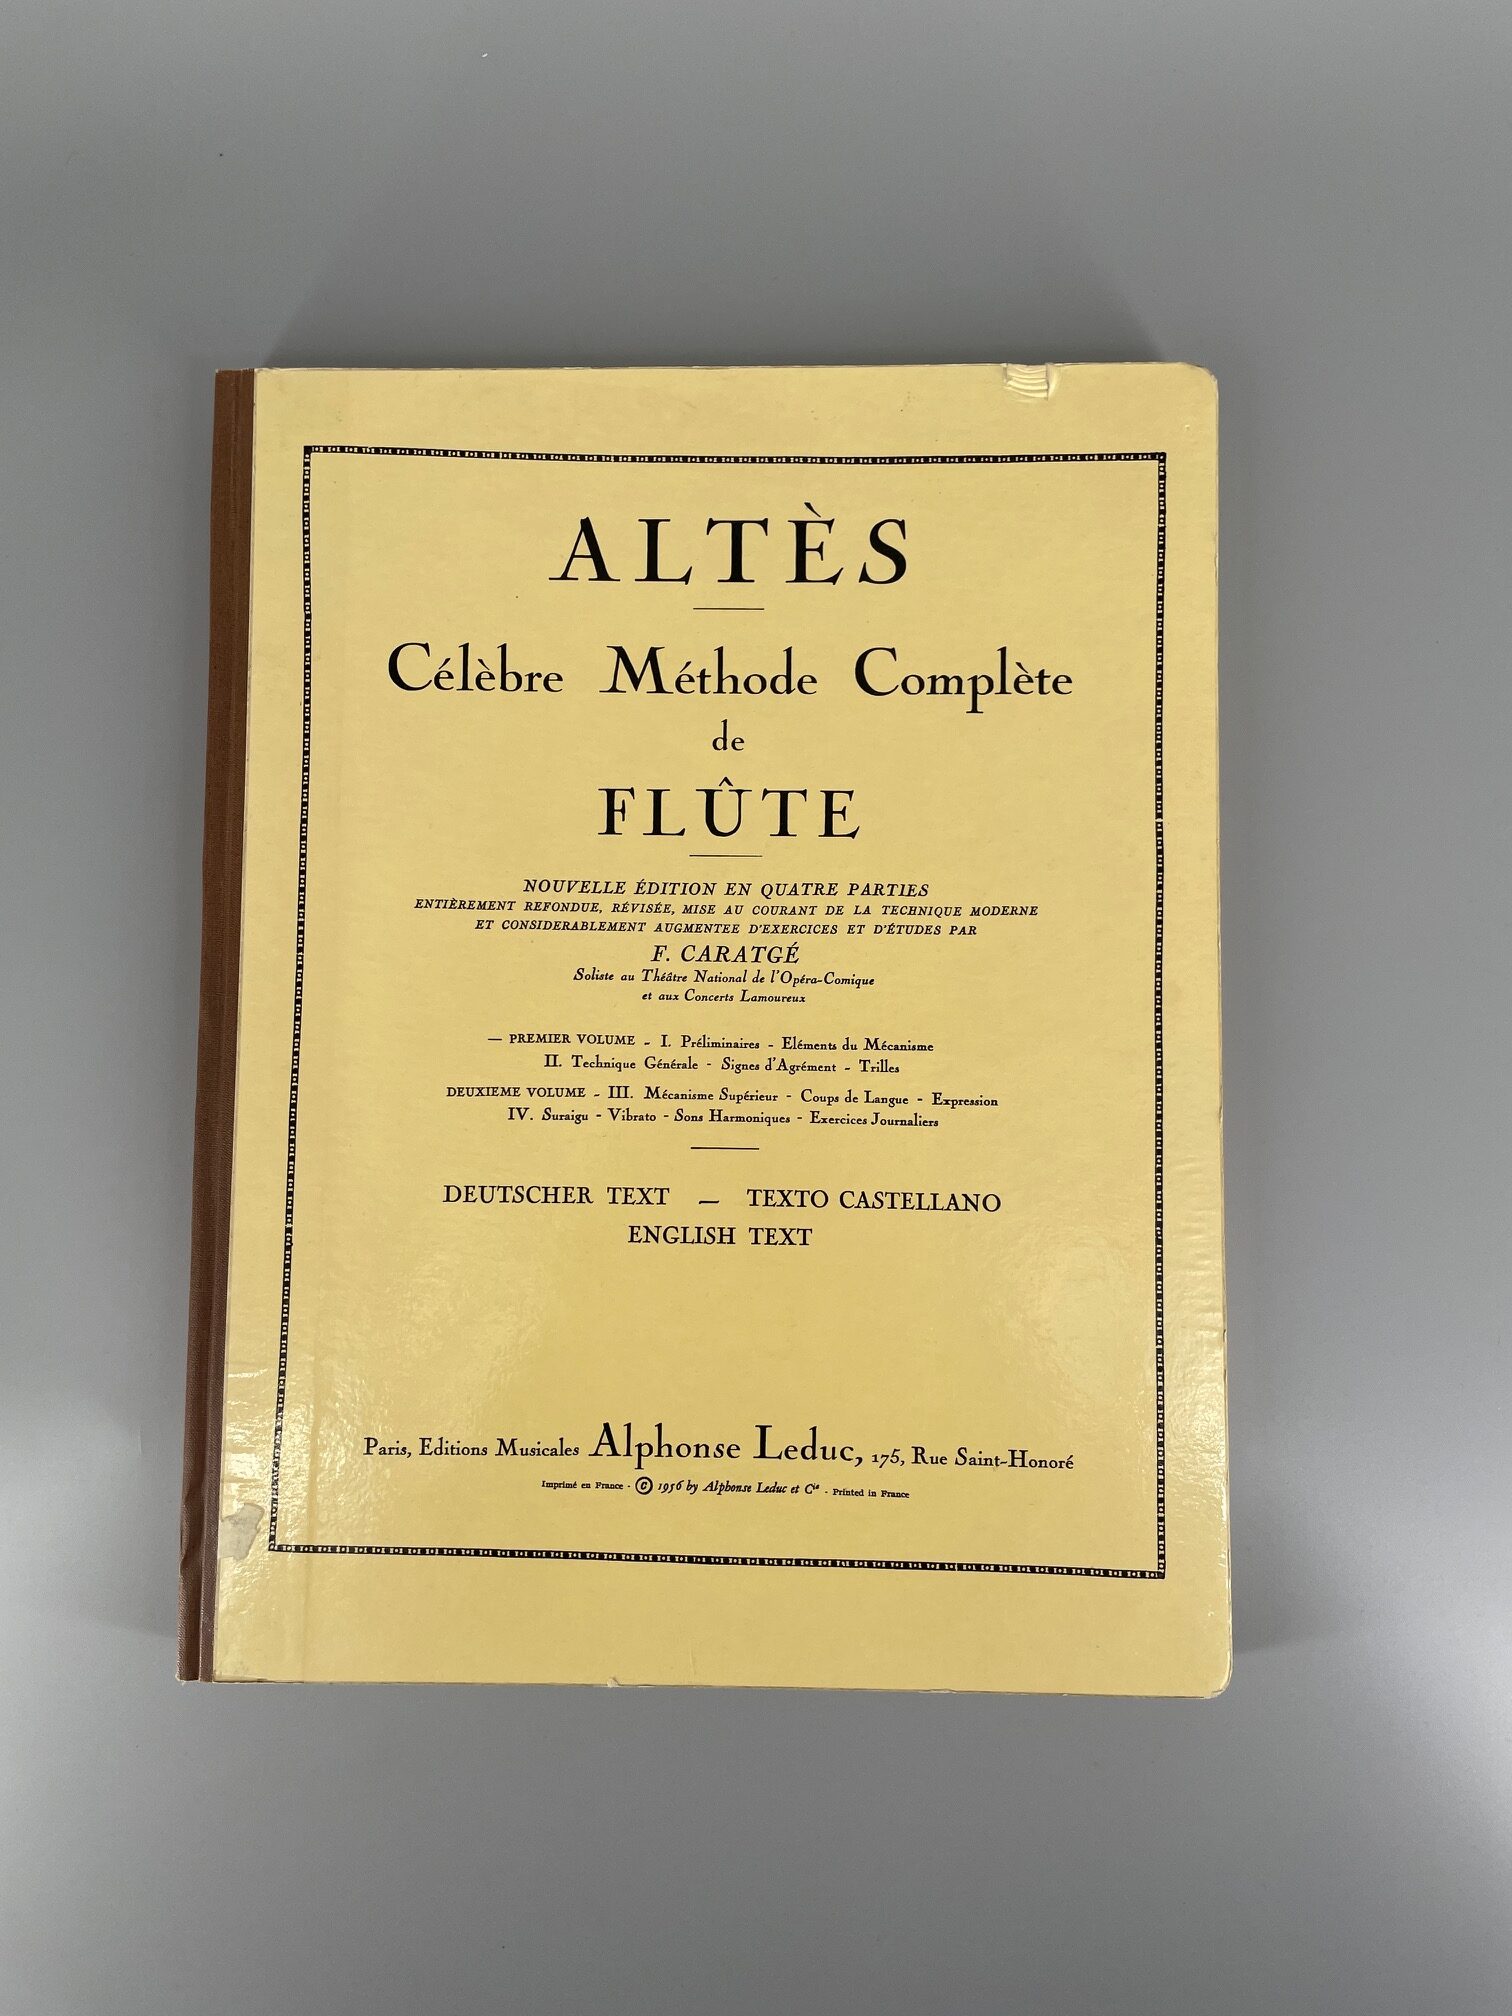 ALTÈS
Célèbre Méthode Complète
de
FLÛTE
NOUVELLE ÉDITION EN QUATRE PARTIES
ENTIÈREMENT REFONDUE, RÉVISÉE, MISE AU COURANT DE LA TECHNIQUE MODERNE
ET CONSIDERABLEMENT AUGMENTEE D'EXERCICES ET D'ÉTUDES PAR
F. CARATGÉ
Soliste au Théâtre National de l'Opéra-Comique
et aux Concerts Lamoureux
— PREMIER VOLUME - I. Préliminaires - Eléments du Mécanisme
II. Technique Générale - Signes d'Agrément - Trilles
DEUXIEME VOLUME - III. Mécanisme Supérieur - Coups de Langue - Expression
IV. Suraigu - Vibrato - Sons Harmoniques - Exercices Journaliers
DEUTSCHER TEXT — TEXTO CASTELLANO
ENGLISH TEXT
Paris, Editions Musicales Alphonse Leduc, 175, Rue Saint-Honoré
Imprimé en France - © 1956 by Alphonse Leduc et Cie - Printed in France